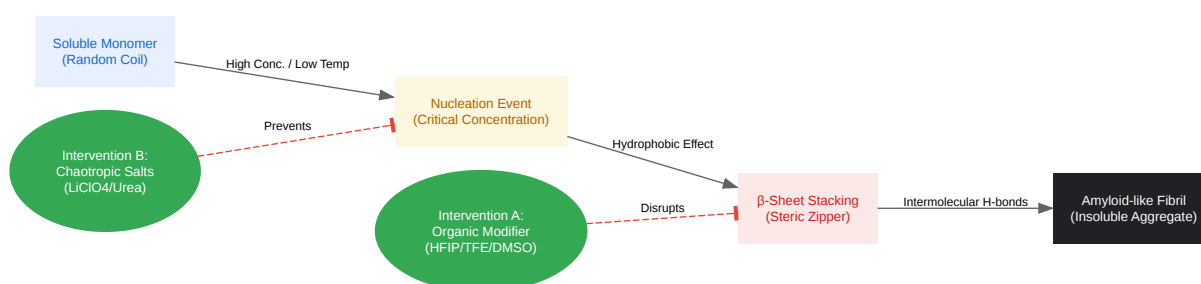 Soluble Monomer
(Random Coil)
High Conc. / Low Temp
Nucleation Event
(Critical Concentration)
Prevents
Intervention B:
Chaotropic Salts
(LiClO4/Urea)
Hydrophobic Effect
Intervention A:
Organic Modifier
(HFIP/TFE/DMSO)
Disrupts
β-Sheet Stacking
(Steric Zipper)
Intermolecular H-bonds
Amyloid-like Fibril
(Insoluble Aggregate)